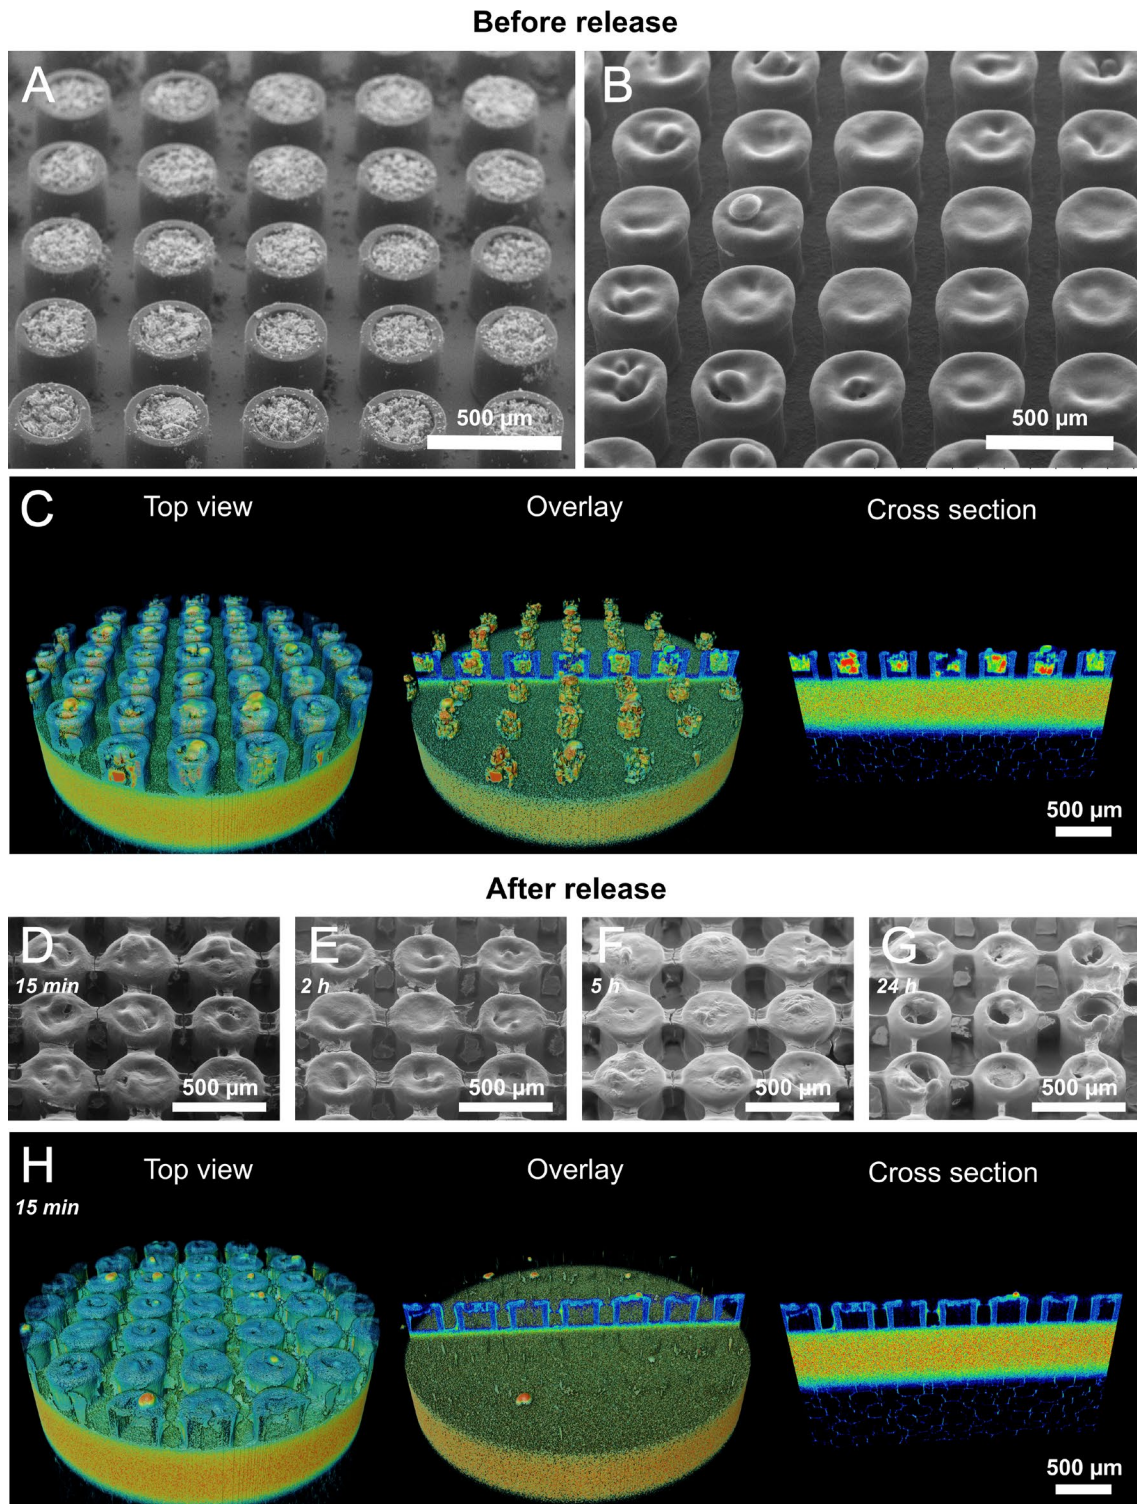 Before release
A
B
500 µm
500 µm
C
Top view
Overlay
Cross section
500 µm
After release
D
E
F
G
15 min
2 h
5 h
24 h
500 µm
500 µm
500 µm
500 µm
H
Top view
Overlay
Cross section
15 min
500 µm